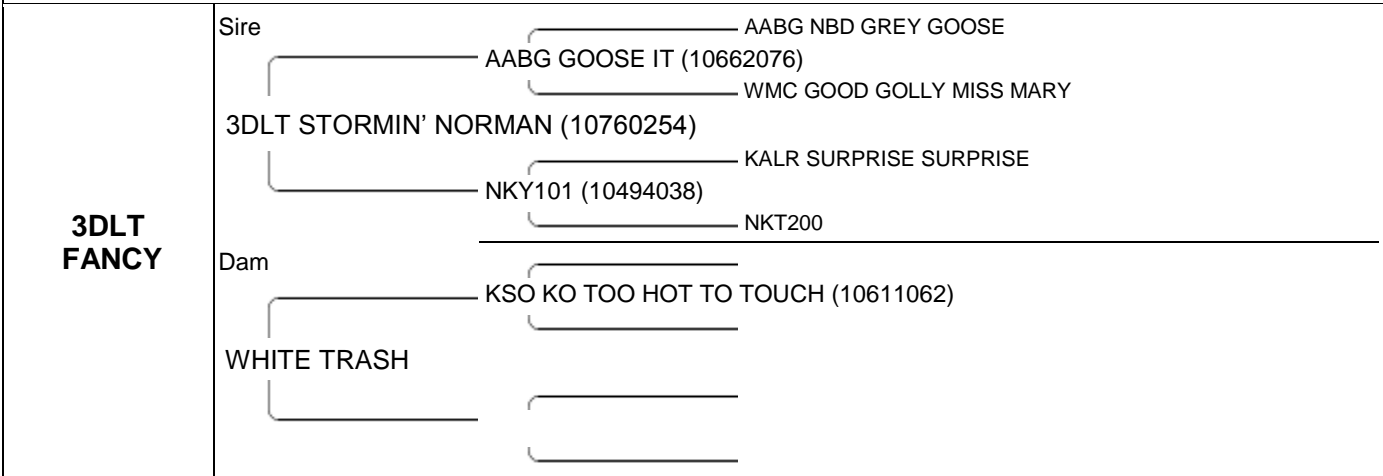 Sire
AABG NBD GREY GOOSE
AABG GOOSE IT (10662076)
WMC GOOD GOLLY MISS MARY
3DLT STORMIN’ NORMAN (10760254)
KALR SURPRISE SURPRISE
NKY101 (10494038)
NKT200
3DLT
FANCY
Dam
KSO KO TOO HOT TO TOUCH (10611062)
WHITE TRASH